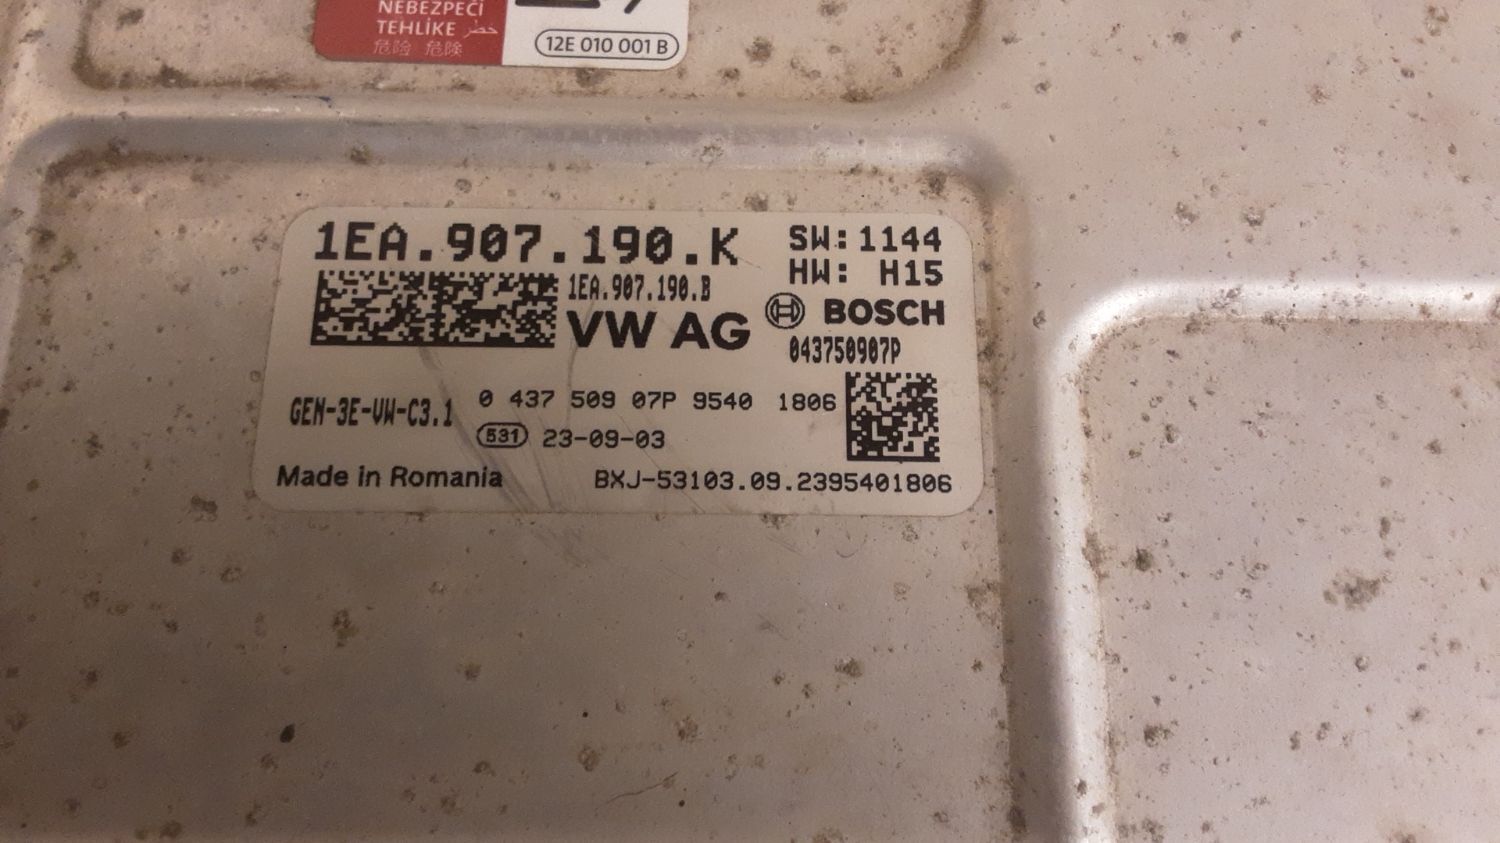 NEBEZPEČÍ
TEHLİKE خطر
危险 危險
12E 010 001 B
1EA.907.190.K
SW:1144
HW: H15
1EA.907.190.B
VW AG
BOSCH
043750907P
GEN-3E-VW-C3.1
0 437 509 07P 9540 1806
531 23-09-03
Made in Romania
BXJ-53103.09.2395401806